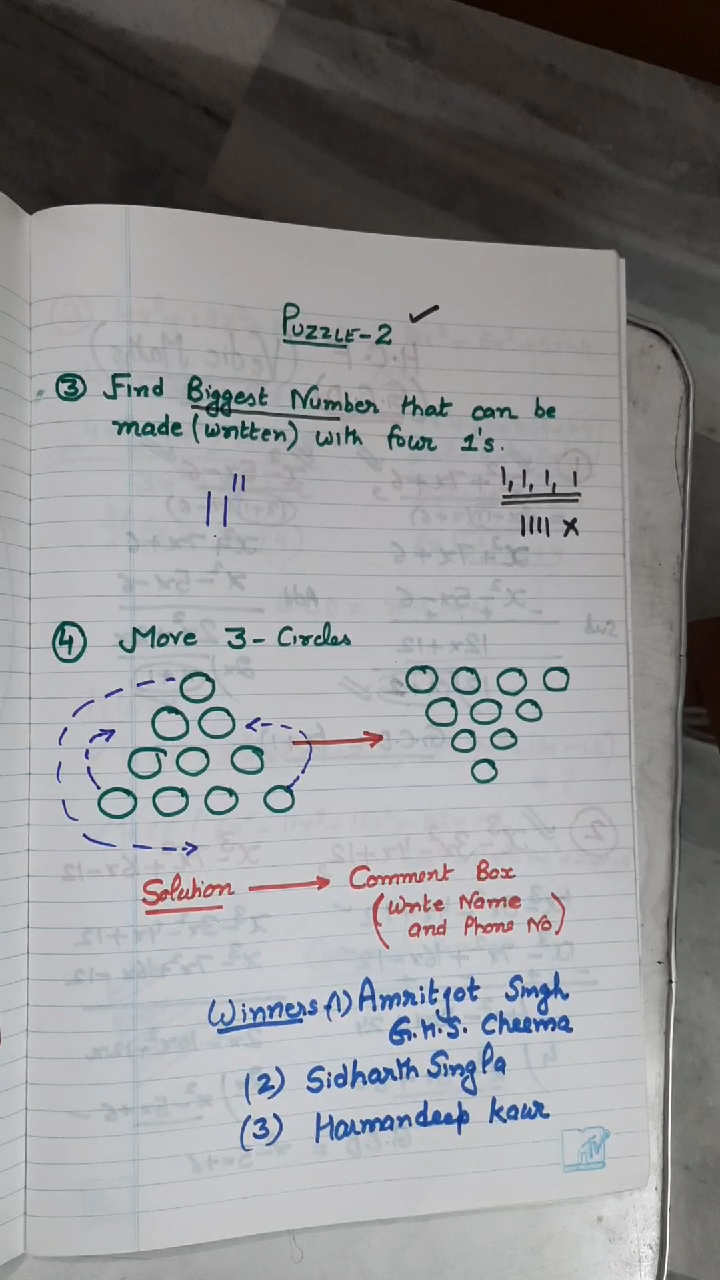 PUZZLE-2 ✓
③ Find Biggest Number that can be
made (written) with four 1's.
11¹¹
1, 1, 1, 1
1111 x
④ Move 3-Circles
Solution → Comment Box
(Write Name
and Phone No)
Winners (1) Amritjot Singh
G.H.S. Cheema
(2) Sidharth Singla
(3) Harmandeep Kaur